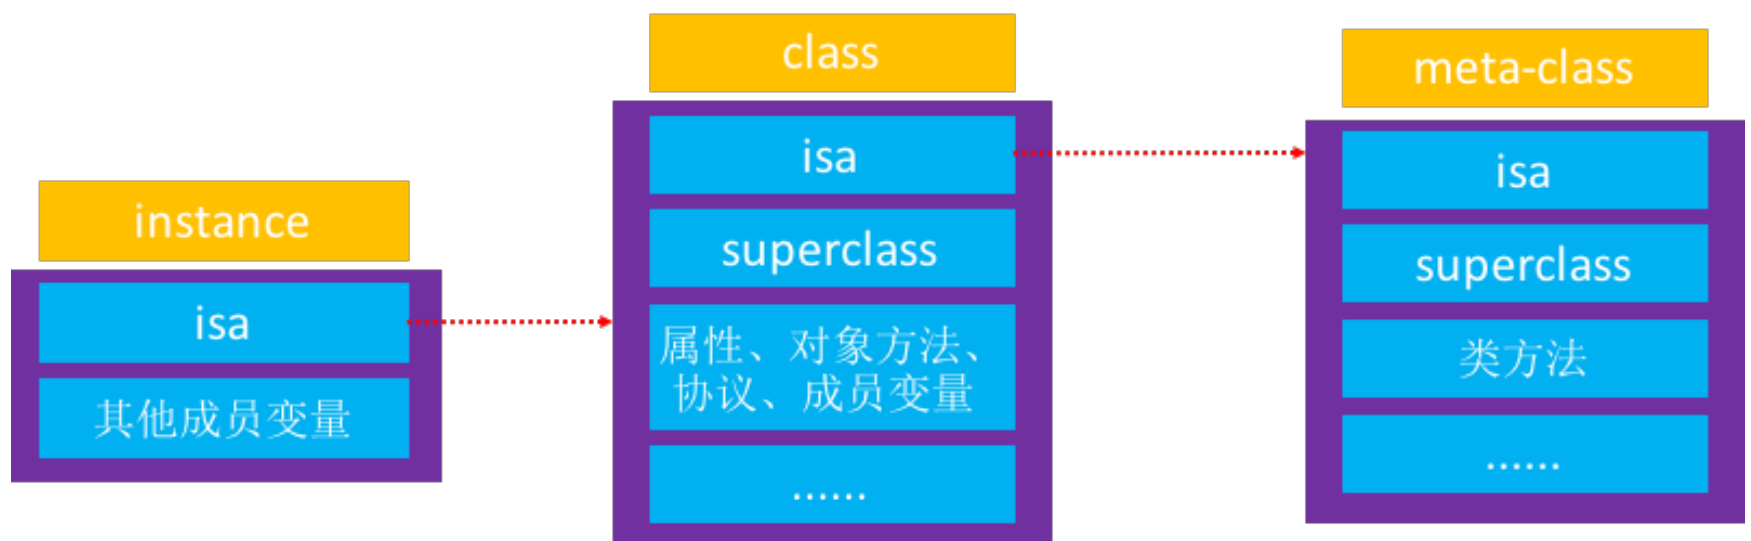 instance
isa
其他成员变量
class
isa
superclass
属性、对象方法、
协议、成员变量
......
meta-class
isa
superclass
类方法
......